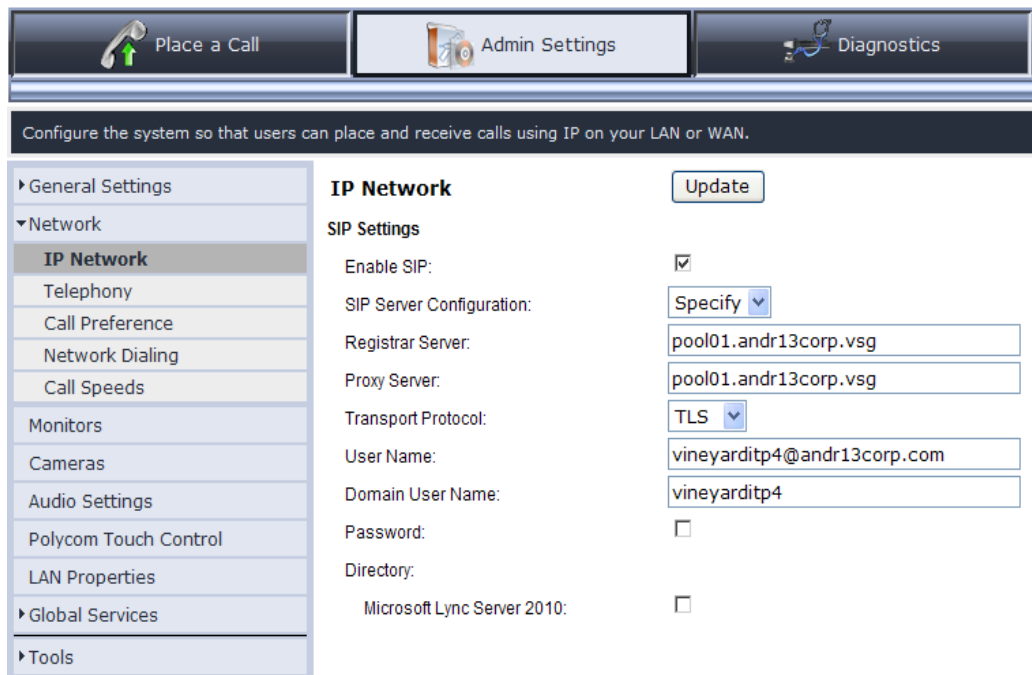 Place a Call
Admin Settings
Diagnostics
Configure the system so that users can place and receive calls using IP on your LAN or WAN.
General Settings
Network
IP Network
Telephony
Call Preference
Network Dialing
Call Speeds
Monitors
Cameras
Audio Settings
Polycom Touch Control
LAN Properties
Global Services
Tools
IP Network Update
SIP Settings
Enable SIP:
SIP Server Configuration: Specify
Registrar Server: pool01.andr13corp.vsg
Proxy Server: pool01.andr13corp.vsg
Transport Protocol: TLS
User Name: vineyarditp4@andr13corp.com
Domain User Name: vineyarditp4
Password:
Directory:
Microsoft Lync Server 2010: